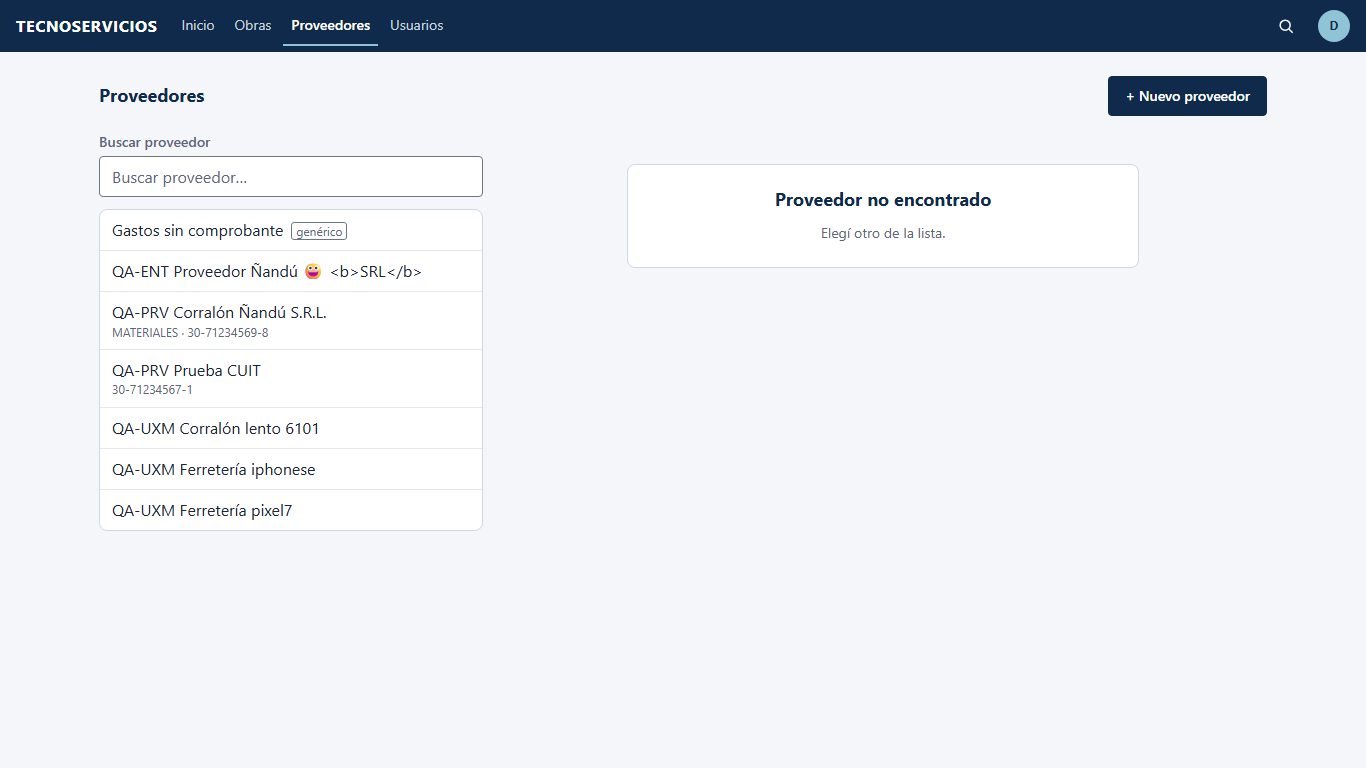 TECNOSERVICIOS Inicio Obras Proveedores Usuarios D
Proveedores
+ Nuevo proveedor
Buscar proveedor
Buscar proveedor...
Gastos sin comprobante genérico
QA-ENT Proveedor Ñandú 😀 <b>SRL</b>
QA-PRV Corralón Ñandú S.R.L.
MATERIALES · 30-71234569-8
QA-PRV Prueba CUIT
30-71234567-1
QA-UXM Corralón lento 6101
QA-UXM Ferretería iphonese
QA-UXM Ferretería pixel7
Proveedor no encontrado
Elegí otro de la lista.